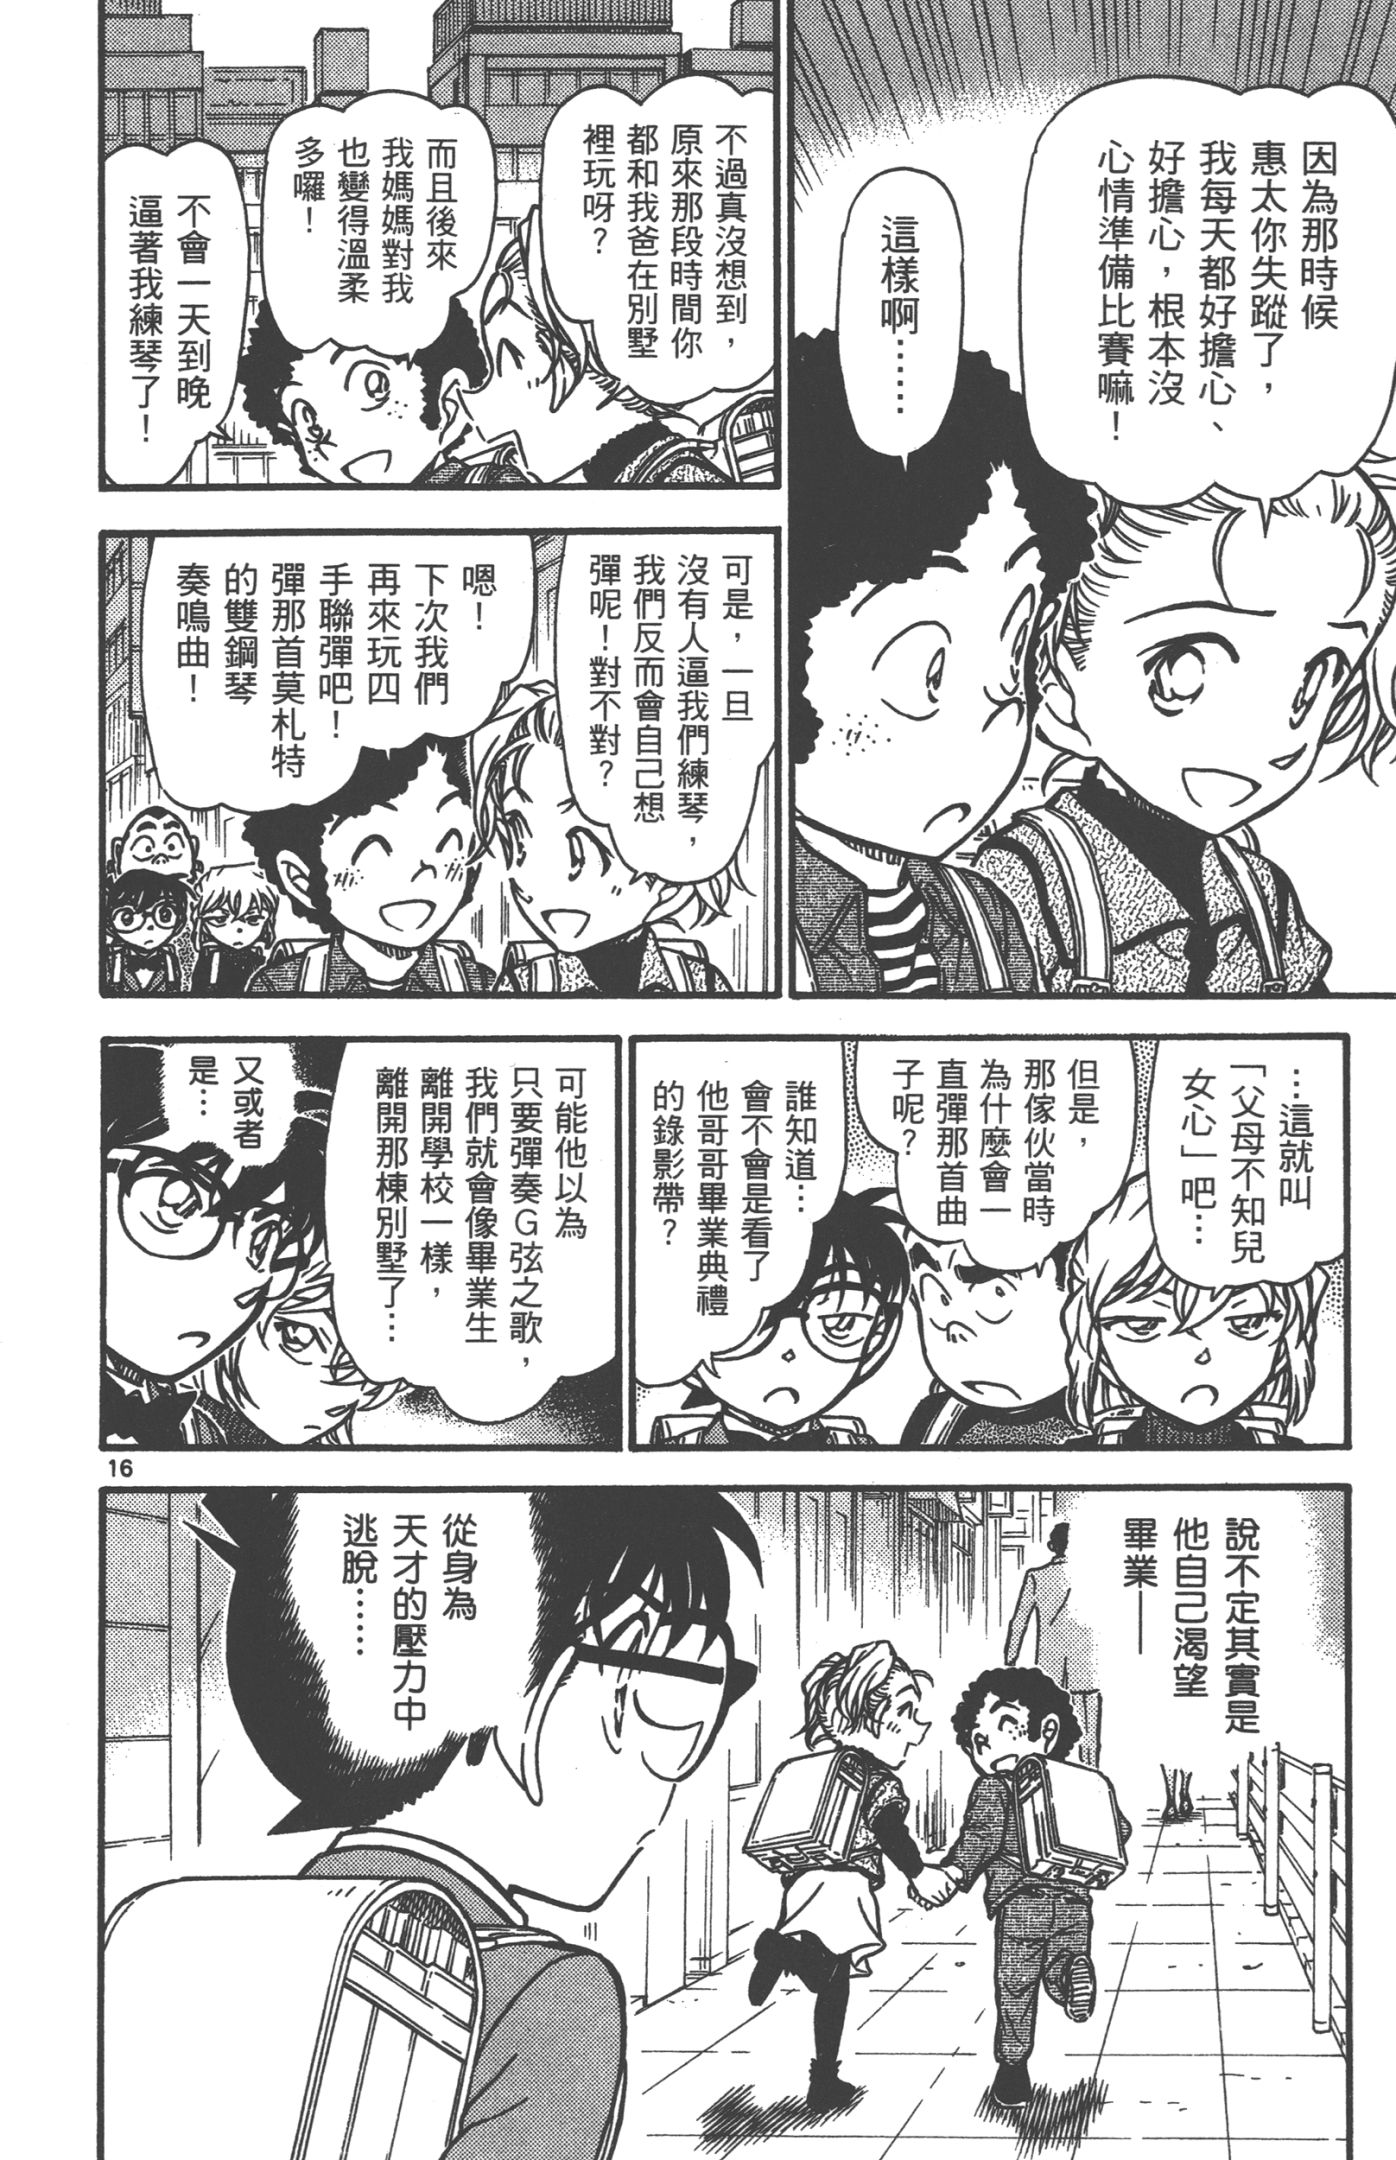 因為那時候
惠太你失蹤了，
我每天都好擔心、
好擔心，根本沒
心情準備比賽嘛！
這樣啊……
不過真沒想到，
原來那段時間你
都和我爸在別墅
裡玩呀？
而且後來
我媽媽對我
也變得溫柔
多囉！
不會一天到晚
逼著我練琴了！
可是，一旦
沒有人逼我們練琴，
我們反而會自己想
彈呢！對不對？
嗯！
下次我們
再來玩四
手聯彈吧！
彈那首莫札特
的雙鋼琴
奏鳴曲！
…這就叫
「父母不知兒
女心」吧…
但是，
那傢伙當時
為什麼會一
直彈那首曲
子呢？
誰知道…
會不會是看了
他哥哥畢業典禮
的錄影帶？
可能他以為
只要彈奏G弦之歌，
我們就會像畢業生
離開學校一樣，
離開那棟別墅了…
又或者
是…
16
說不定其實是
他自己渴望
畢業──
從身為
天才的壓力中
逃脫……